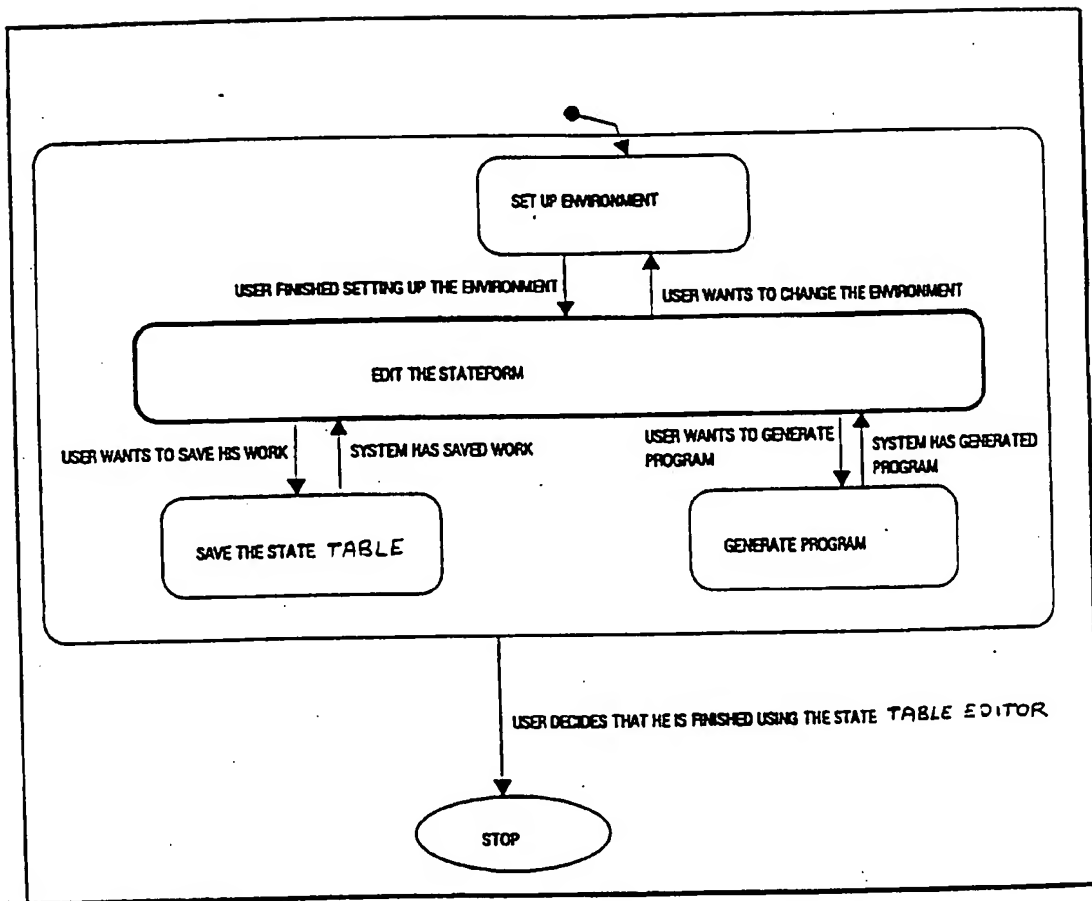 SET UP ENVIRONMENT
USER FINISHED SETTING UP THE ENVIRONMENT
USER WANTS TO CHANGE THE ENVIRONMENT
EDIT THE STATEFORM
USER WANTS TO SAVE HIS WORK
SYSTEM HAS SAVED WORK
USER WANTS TO GENERATE
PROGRAM
SYSTEM HAS GENERATED
PROGRAM
SAVE THE STATE TABLE
GENERATE PROGRAM
USER DECIDES THAT HE IS FINISHED USING THE STATE TABLE EDITOR
STOP